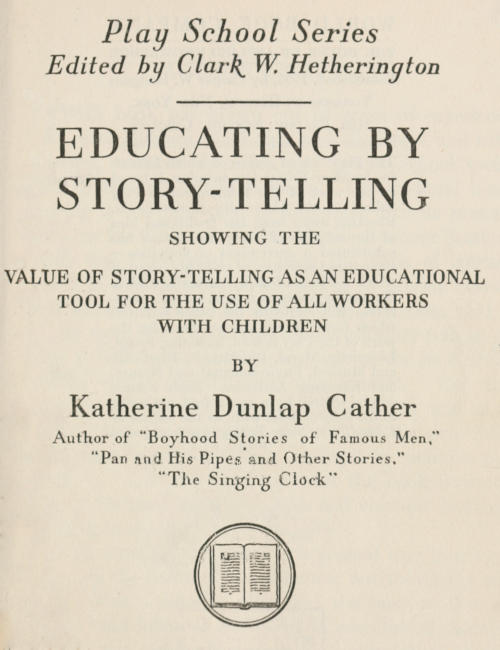 Play School Series
Edited by Clark W. Hetherington
EDUCATING BY
STORY-TELLING
SHOWING THE
VALUE OF STORY-TELLING AS AN EDUCATIONAL
TOOL FOR THE USE OF ALL WORKERS
WITH CHILDREN
BY
Katherine Dunlap Cather
Author of "Boyhood Stories of Famous Men,"
"Pan and His Pipes and Other Stories,"
"The Singing Clock"